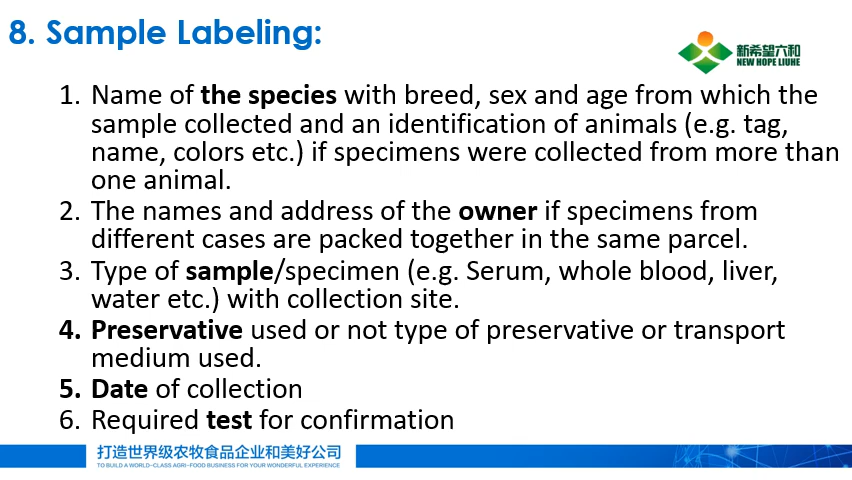 8. Sample Labeling:
新希望六和
NEW HOPE LIUHE
1. Name of the species with breed, sex and age from which the
sample collected and an identification of animals (e.g. tag,
name, colors etc.) if specimens were collected from more than
one animal.
2. The names and address of the owner if specimens from
different cases are packed together in the same parcel.
3. Type of sample/specimen (e.g. Serum, whole blood, liver,
water etc.) with collection site.
4. Preservative used or not type of preservative or transport
medium used.
5. Date of collection
6. Required test for confirmation
打造世界级农牧食品企业和美好公司
TO BUILD A WORLD-CLASS AGRI-FOOD BUSINESS FOR YOUR WONDERFUL EXPERIENCE